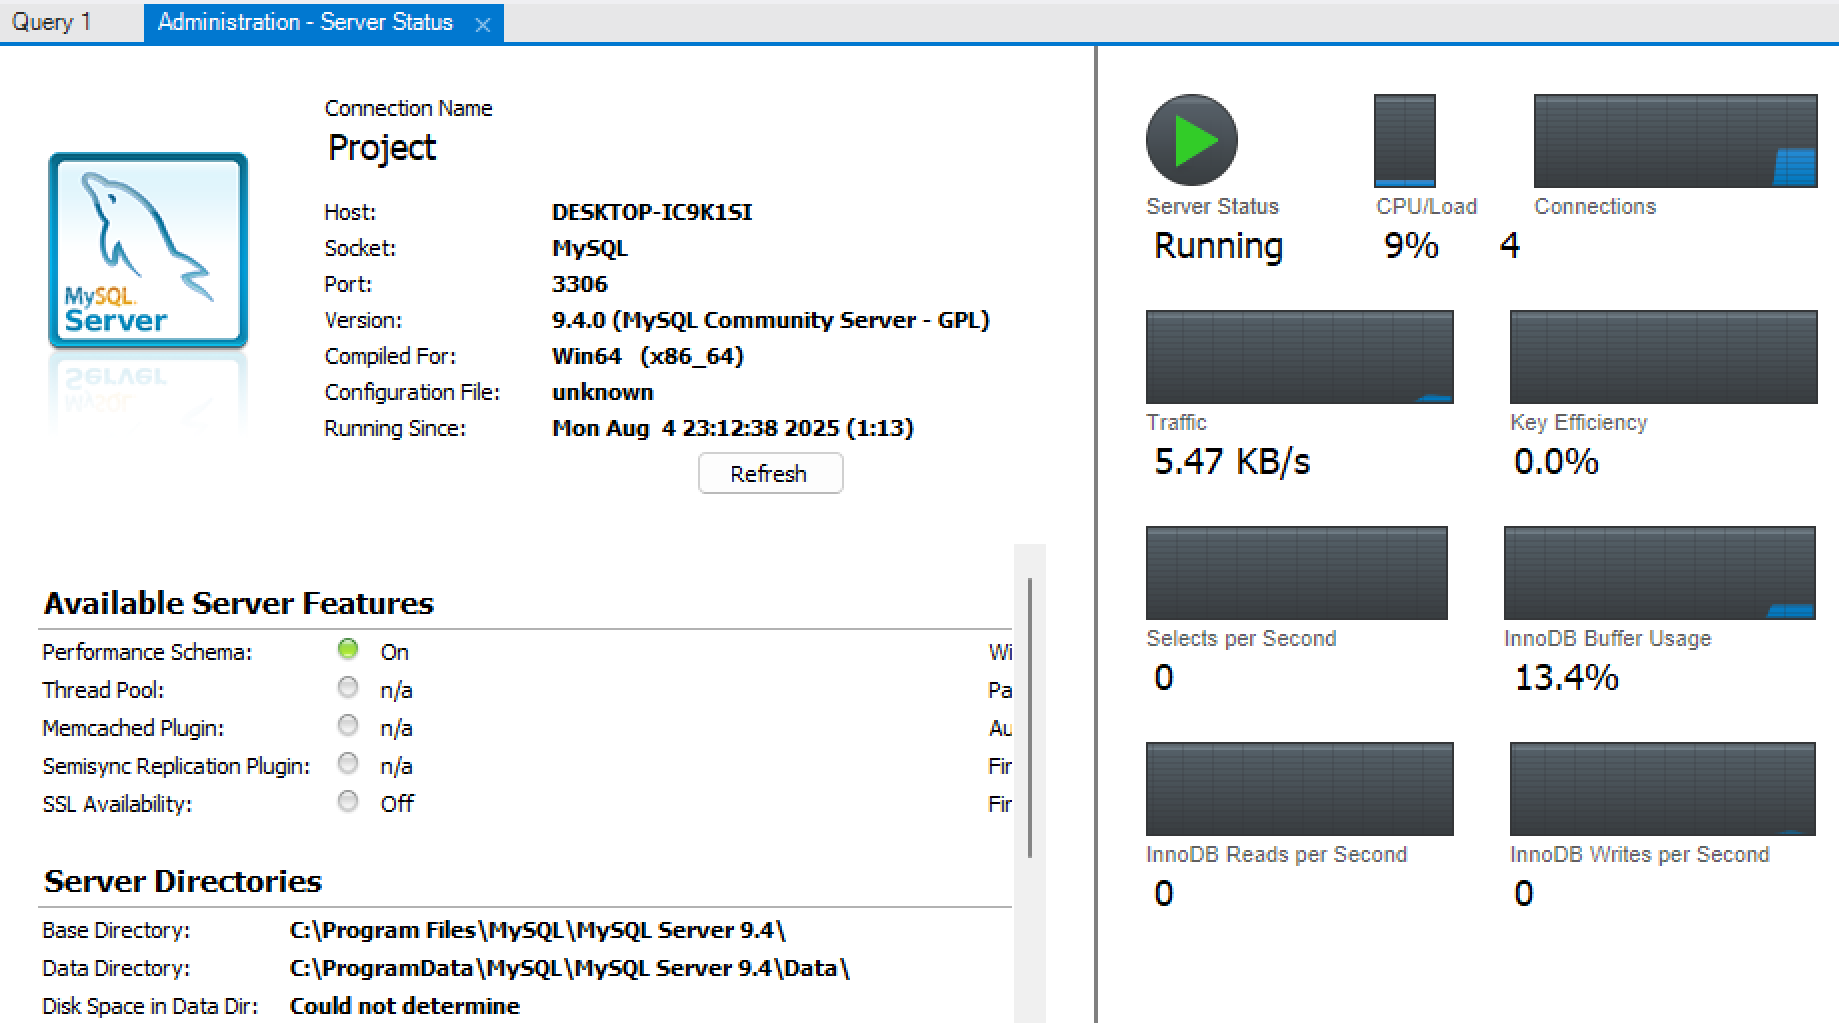 Query 1
Administration - Server Status
Connection Name
Project
MySQL
Server
Host: DESKTOP-IC9K1SI
Socket: MySQL
Port: 3306
Version: 9.4.0 (MySQL Community Server - GPL)
Compiled For: Win64 (x86_64)
Configuration File: unknown
Running Since: Mon Aug 4 23:12:38 2025 (1:13)
Refresh
Available Server Features
Performance Schema: On Wi
Thread Pool: n/a Pa
Memcached Plugin: n/a Au
Semisync Replication Plugin: n/a Fir
SSL Availability: Off Fir
Server Directories
Base Directory: C:\Program Files\MySQL\MySQL Server 9.4\
Data Directory: C:\ProgramData\MySQL\MySQL Server 9.4\Data\
Disk Space in Data Dir: Could not determine
Server Status CPU/Load Connections
Running 9% 4
Traffic Key Efficiency
5.47 KB/s 0.0%
Selects per Second InnoDB Buffer Usage
0 13.4%
InnoDB Reads per Second InnoDB Writes per Second
0 0